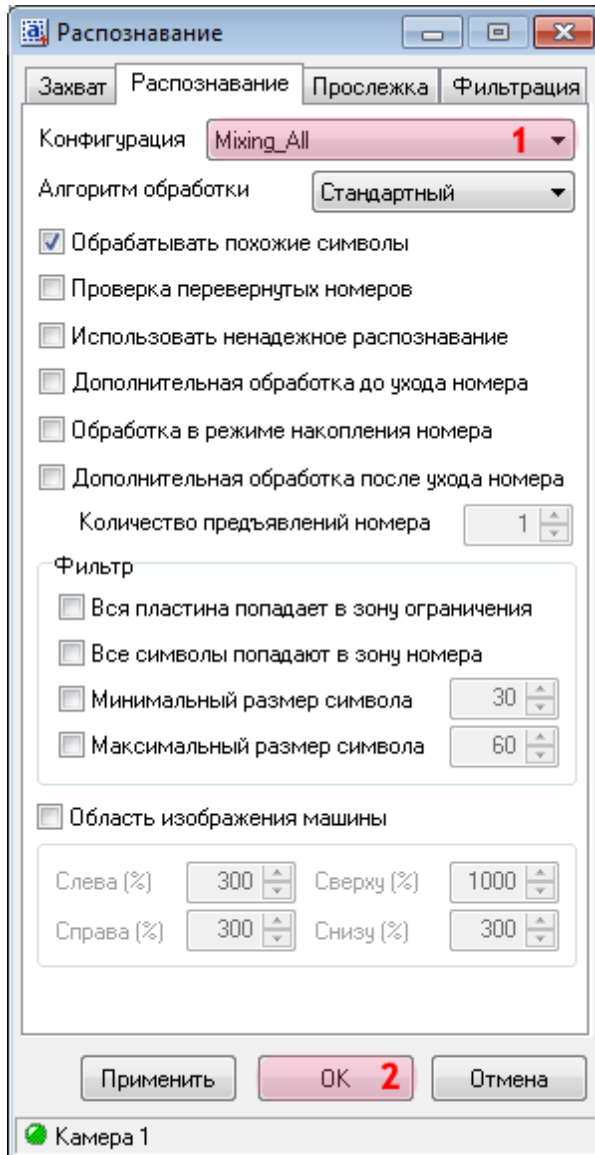 Распознавание
Захват Распознавание Прослежка Фильтрация
Конфигурация Mixing_All 1
Алгоритм обработки Стандартный
Обрабатывать похожие символы
Проверка перевернутых номеров
Использовать ненадежное распознавание
Дополнительная обработка до ухода номера
Обработка в режиме накопления номера
Дополнительная обработка после ухода номера
Количество предъявлений номера 1
Фильтр
Вся пластина попадает в зону ограничения
Все символы попадают в зону номера
Минимальный размер символа 30
Максимальный размер символа 60
Область изображения машины
Слева (%) 300 Сверху (%) 1000
Справа (%) 300 Снизу (%) 300
Применить OK 2 Отмена
Камера 1